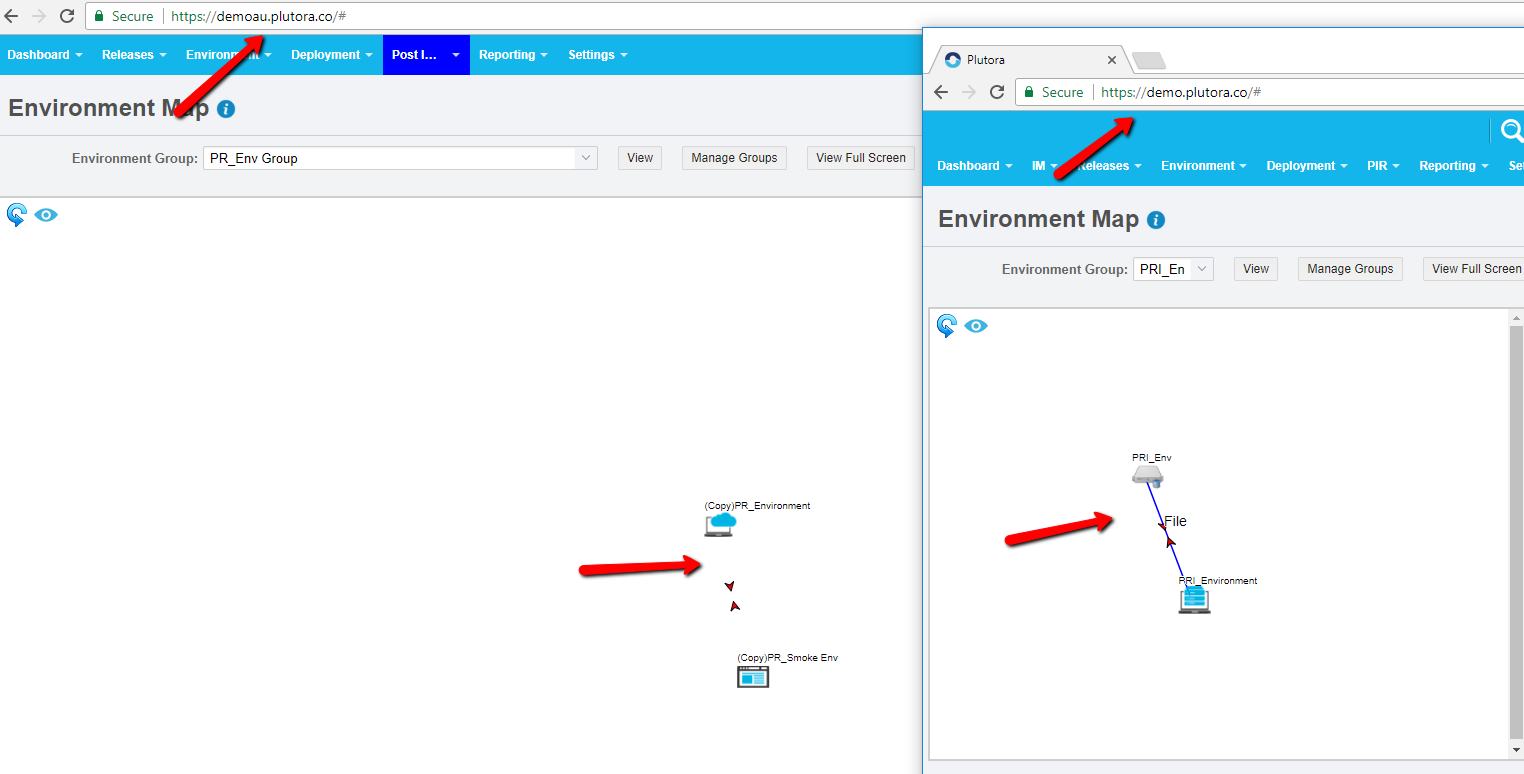 Secure https://demoau.plutora.co/#
Dashboard Releases Environment Deployment Post I... Reporting Settings
Environment Map i
Environment Group: PR_Env Group View Manage Groups View Full Screen
(Copy)PR_Environment
(Copy)PR_Smoke Env
Plutora
Secure https://demo.plutora.co/#
Dashboard IM Releases Environment Deployment PIR Reporting Se
Environment Map i
Environment Group: PRI_En View Manage Groups View Full Screen
PRI_Env
File
PRI_Environment